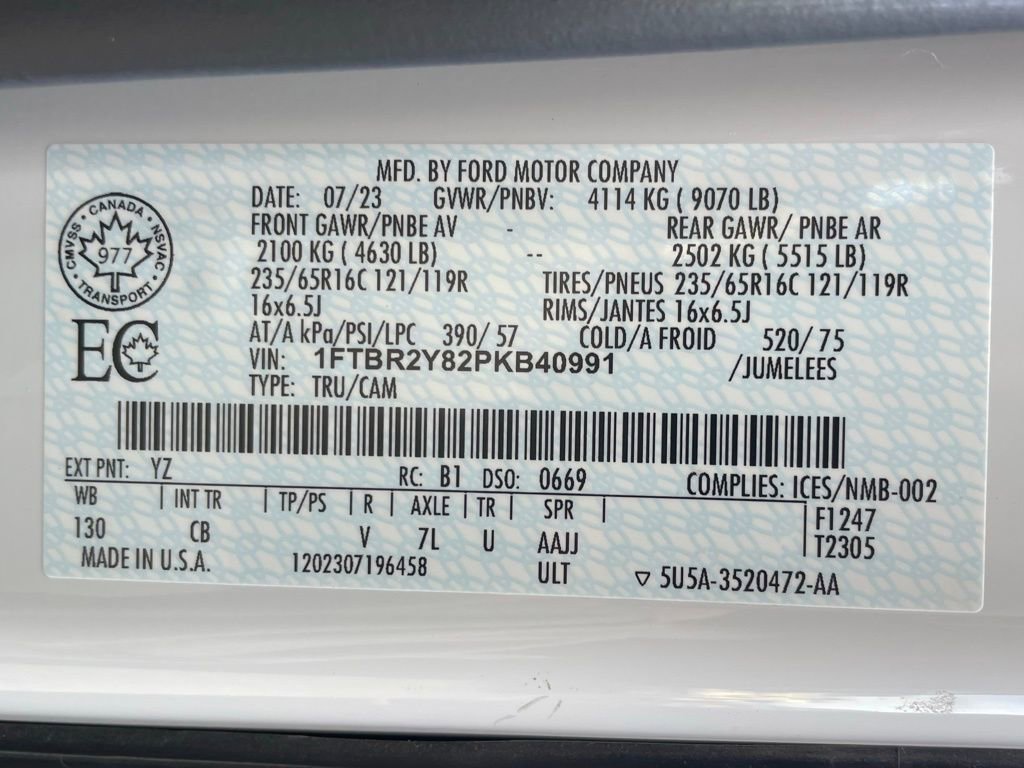 MFD. BY FORD MOTOR COMPANY
DATE: 07/23 GVWR/PNBV: 4114 KG ( 9070 LB)
FRONT GAWR/PNBE AV - REAR GAWR/ PNBE AR
2100 KG ( 4630 LB) -- 2502 KG ( 5515 LB)
235/65R16C 121/119R TIRES/PNEUS 235/65R16C 121/119R
16x6.5J RIMS/JANTES 16x6.5J
AT/A kPa/PSI/LPC 390/ 57 COLD/A FROID 520/ 75
VIN: 1FTBR2Y82PKB40991 /JUMELEES
TYPE: TRU/CAM
CANADA
CMVSS 977 NSVAC
TRANSPORT
EC
EXT PNT: YZ RC: B1 DSO: 0669 COMPLIES: ICES/NMB-002
WB | INT TR | TP/PS | R | AXLE | TR | SPR | F1247
130 CB V 7L U AAJJ T2305
MADE IN U.S.A. 1202307196458 ULT ▽ 5U5A-3520472-AA